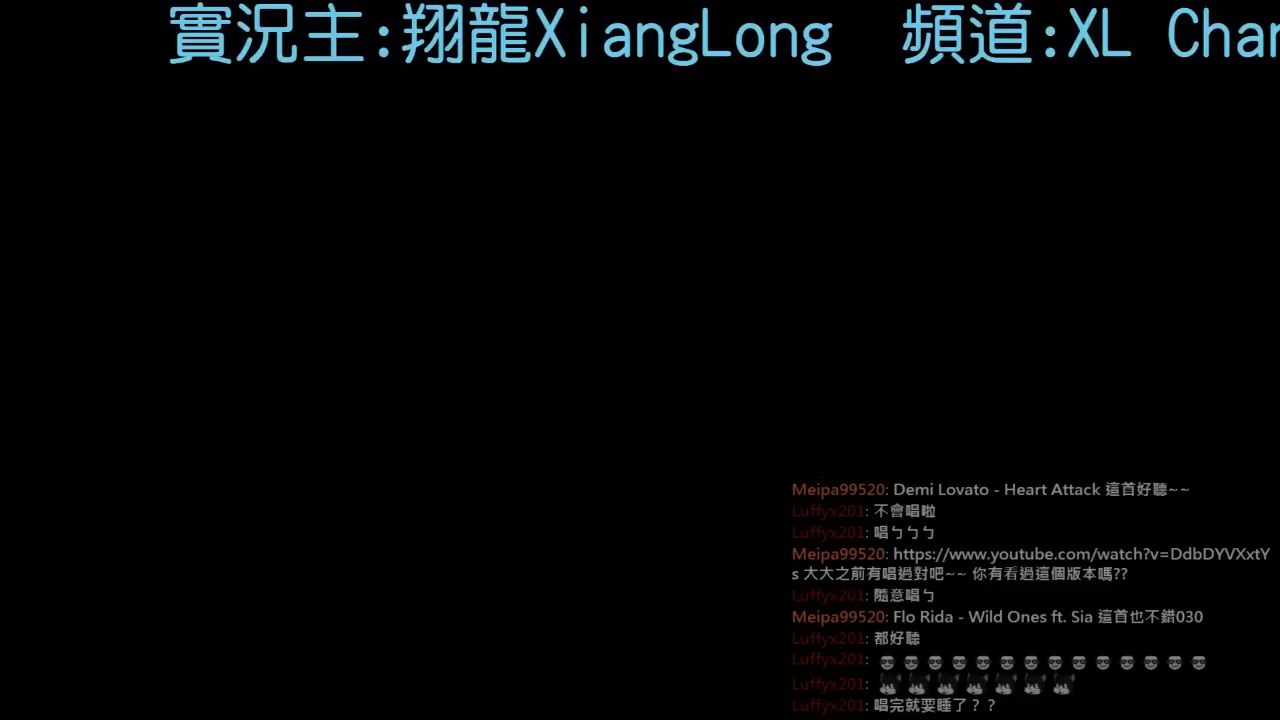 實況主:翔龍XiangLong 頻道:XL Chan
Meipa99520: Demi Lovato - Heart Attack 這首好聽~~
Luffyx201: 不會唱啦
Luffyx201: 唱ㄅㄅㄅ
Meipa99520: https://www.youtube.com/watch?v=DdbDYVXxtY
s 大大之前有唱過對吧~~ 你有看過這個版本嗎??
Luffyx201: 隨意唱ㄅ
Meipa99520: Flo Rida - Wild Ones ft. Sia 這首也不錯030
Luffyx201: 都好聽
Luffyx201:
Luffyx201:
Luffyx201: 唱完就要睡了？？